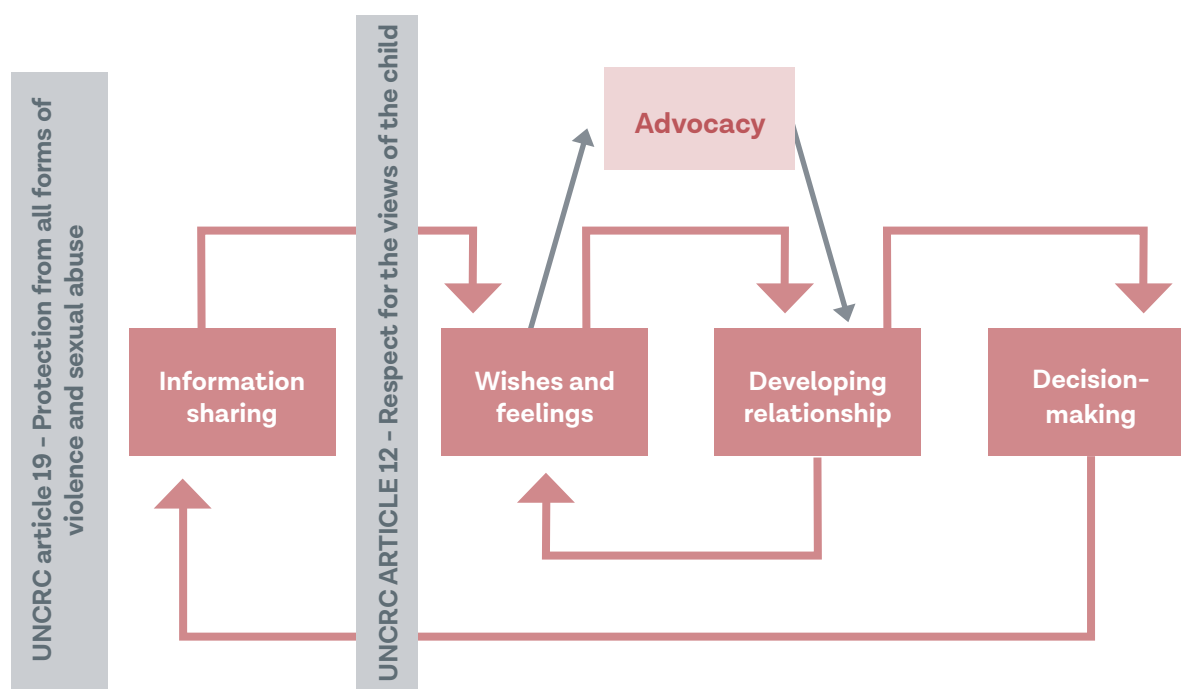 UNCRC article 19 – Protection from all forms of
violence and sexual abuse
UNCRC ARTICLE 12 – Respect for the views of the child
Advocacy
Information
sharing
Wishes and
feelings
Developing
relationship
Decision-
making